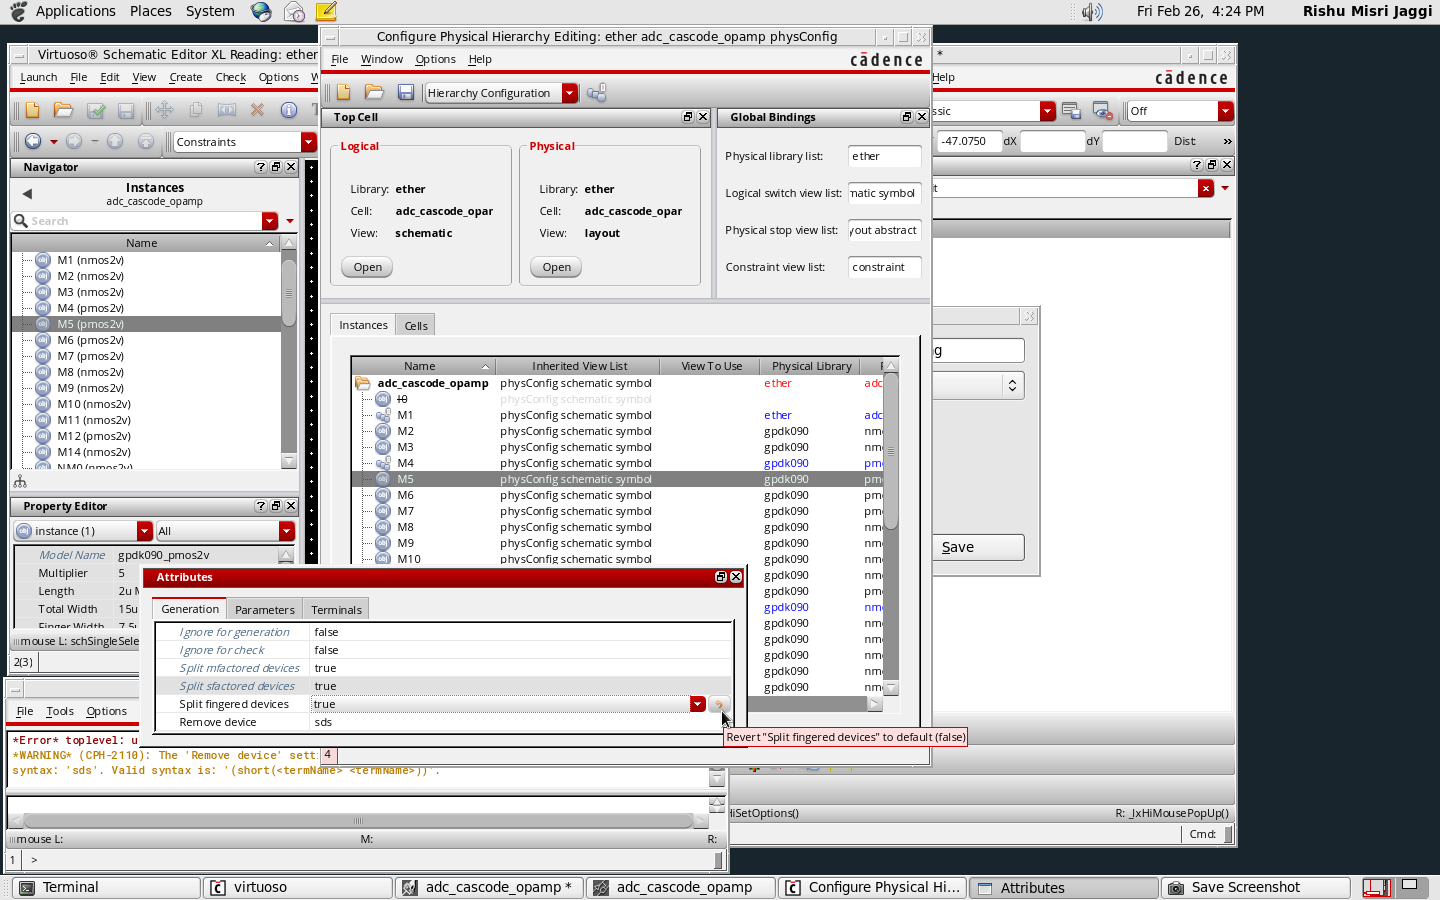 Applications Places System
Fri Feb 26, 4:24 PM Rishu Misri Jaggi
Virtuoso® Schematic Editor XL Reading: ether
Launch File Edit View Create Check Options
Constraints
Navigator
Instances
adc_cascode_opamp
Search
Name
M1 (nmos2v)
M2 (nmos2v)
M3 (nmos2v)
M4 (pmos2v)
M5 (pmos2v)
M6 (pmos2v)
M7 (pmos2v)
M8 (nmos2v)
M9 (nmos2v)
M10 (nmos2v)
M11 (nmos2v)
M12 (pmos2v)
M14 (nmos2v)
NM0 (nmos2v)
Property Editor
instance (1) All
Model Name gpdk090_pmos2v
Multiplier 5
Length 2u M
Total Width 15u
Finger Width 7.5u
mouse L: schSingleSele
2(3)
Configure Physical Hierarchy Editing: ether adc_cascode_opamp physConfig
File Window Options Help
cādence
Hierarchy Configuration
Top Cell
Logical
Library: ether
Cell: adc_cascode_opar
View: schematic
Open
Physical
Library: ether
Cell: adc_cascode_opar
View: layout
Open
Global Bindings
Physical library list: ether
Logical switch view list: matic symbol
Physical stop view list: yout abstract
Constraint view list: constraint
Instances Cells
Name Inherited View List View To Use Physical Library
adc_cascode_opamp physConfig schematic symbol ether adc
I0 physConfig schematic symbol
M1 physConfig schematic symbol ether adc
M2 physConfig schematic symbol gpdk090 nm
M3 physConfig schematic symbol gpdk090 nm
M4 physConfig schematic symbol gpdk090 pm
M5 physConfig schematic symbol gpdk090 pm
M6 physConfig schematic symbol gpdk090 pm
M7 physConfig schematic symbol gpdk090 pm
M8 physConfig schematic symbol gpdk090 nm
M9 physConfig schematic symbol gpdk090 nm
M10 physConfig schematic symbol gpdk090 nm
gpdk090 nm
gpdk090 pm
gpdk090 nm
gpdk090 nm
gpdk090 nm
gpdk090 nm
gpdk090 nm
gpdk090 nm
4
*
Help
cādence
ssic Off
-47.0750 dX dY Dist: »
it
g
Save
HiSetOptions() R: _lxHiMousePopUp()
Cmd:
Attributes
Generation Parameters Terminals
Ignore for generation false
Ignore for check false
Split mfactored devices true
Split sfactored devices true
Split fingered devices true
Remove device sds
Revert "Split fingered devices" to default (false)
File Tools Options
*Error* toplevel: u
*WARNING* (CPH-2110): The 'Remove device' sett
syntax: 'sds'. Valid syntax is: '(short(<termName> <termName>))'.
mouse L: M: R:
1 >
Terminal virtuoso adc_cascode_opamp * adc_cascode_opamp Configure Physical Hi... Attributes Save Screenshot